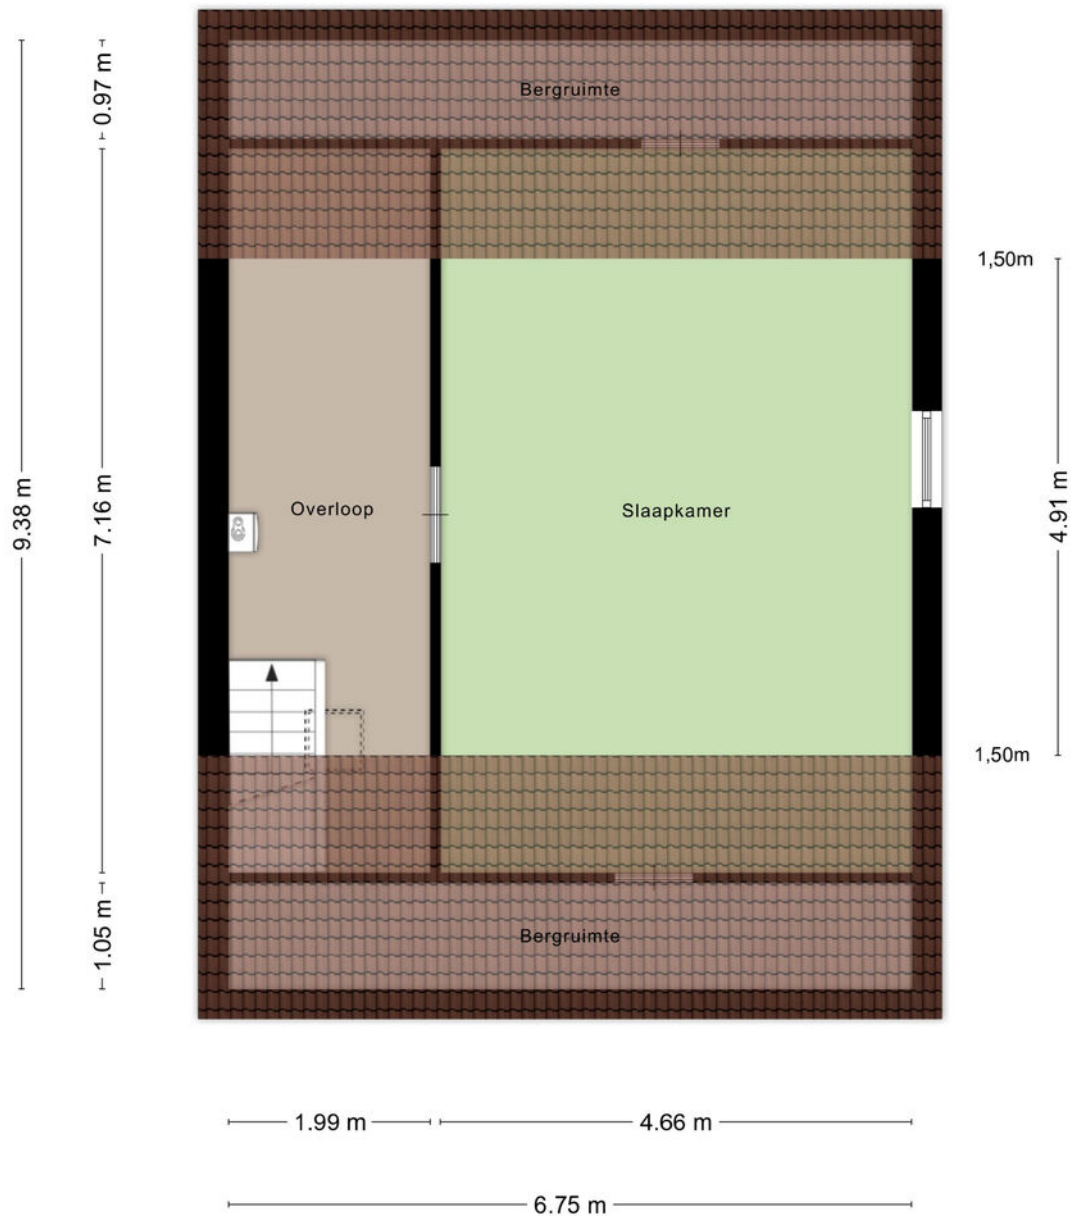 Bergruimte
0.97 m
1,50m
9.38 m
7.16 m
Overloop
Slaapkamer
4.91 m
1,50m
1.05 m
Bergruimte
1.99 m
4.66 m
6.75 m